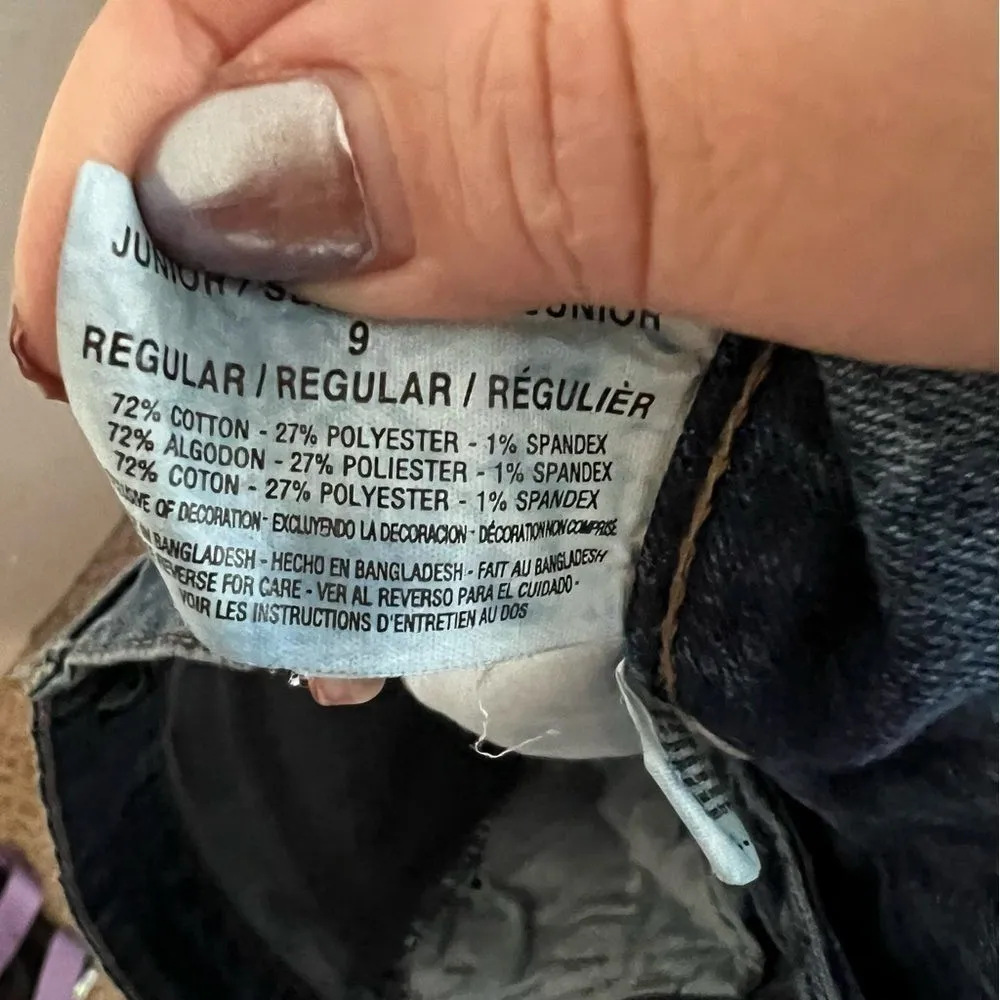 JUNIOR / JUNIOR
9
REGULAR / REGULAR / RÉGULIÈR
72% COTTON - 27% POLYESTER - 1% SPANDEX
72% ALGODON - 27% POLIESTER - 1% SPANDEX
72% COTON - 27% POLYESTER - 1% SPANDEX
OF DECORATION - EXCLUYENDO LA DECORACION - DÉCORATION NON COMPRISE
BANGLADESH - HECHO EN BANGLADESH - FAIT AU BANGLADESH
REVERSE FOR CARE - VER AL REVERSO PARA EL CUIDADO -
VOIR LES INSTRUCTIONS D'ENTRETIEN AU DOS